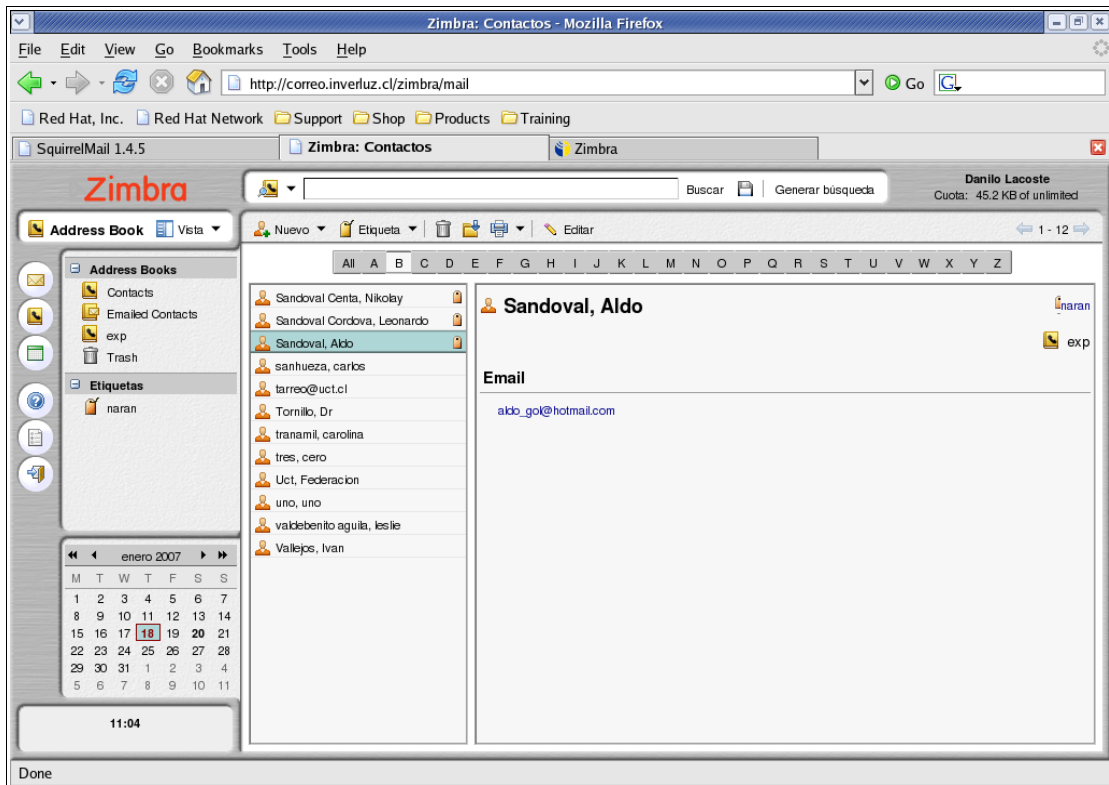 Zimbra: Contactos - Mozilla Firefox
File Edit View Go Bookmarks Tools Help
http://correo.inverluz.cl/zimbra/mail Go G
Red Hat, Inc. Red Hat Network Support Shop Products Training
SquirrelMail 1.4.5 Zimbra: Contactos Zimbra
Zimbra Buscar Generar búsqueda Danilo Lacoste
Cuota: 45.2 KB of unlimited
Address Book Vista Nuevo Etiqueta Editar 1 - 12
All A B C D E F G H I J K L M N O P Q R S T U V W X Y Z
Address Books
Contacts
Emailed Contacts
exp
Trash
Etiquetas
naran
Sandoval Centa, Nikolay
Sandoval Cordova, Leonardo
Sandoval, Aldo
sanhueza, carlos
tarreo@uct.cl
Tornillo, Dr
tranamil, carolina
tres, cero
Uct, Federacion
uno, uno
valdebenito aguila, leslie
Vallejos, Ivan
Sandoval, Aldo naran
exp
Email
aldo_gol@hotmail.com
enero 2007
M T W T F S S
1 2 3 4 5 6 7
8 9 10 11 12 13 14
15 16 17 18 19 20 21
22 23 24 25 26 27 28
29 30 31 1 2 3 4
5 6 7 8 9 10 11
11:04
Done